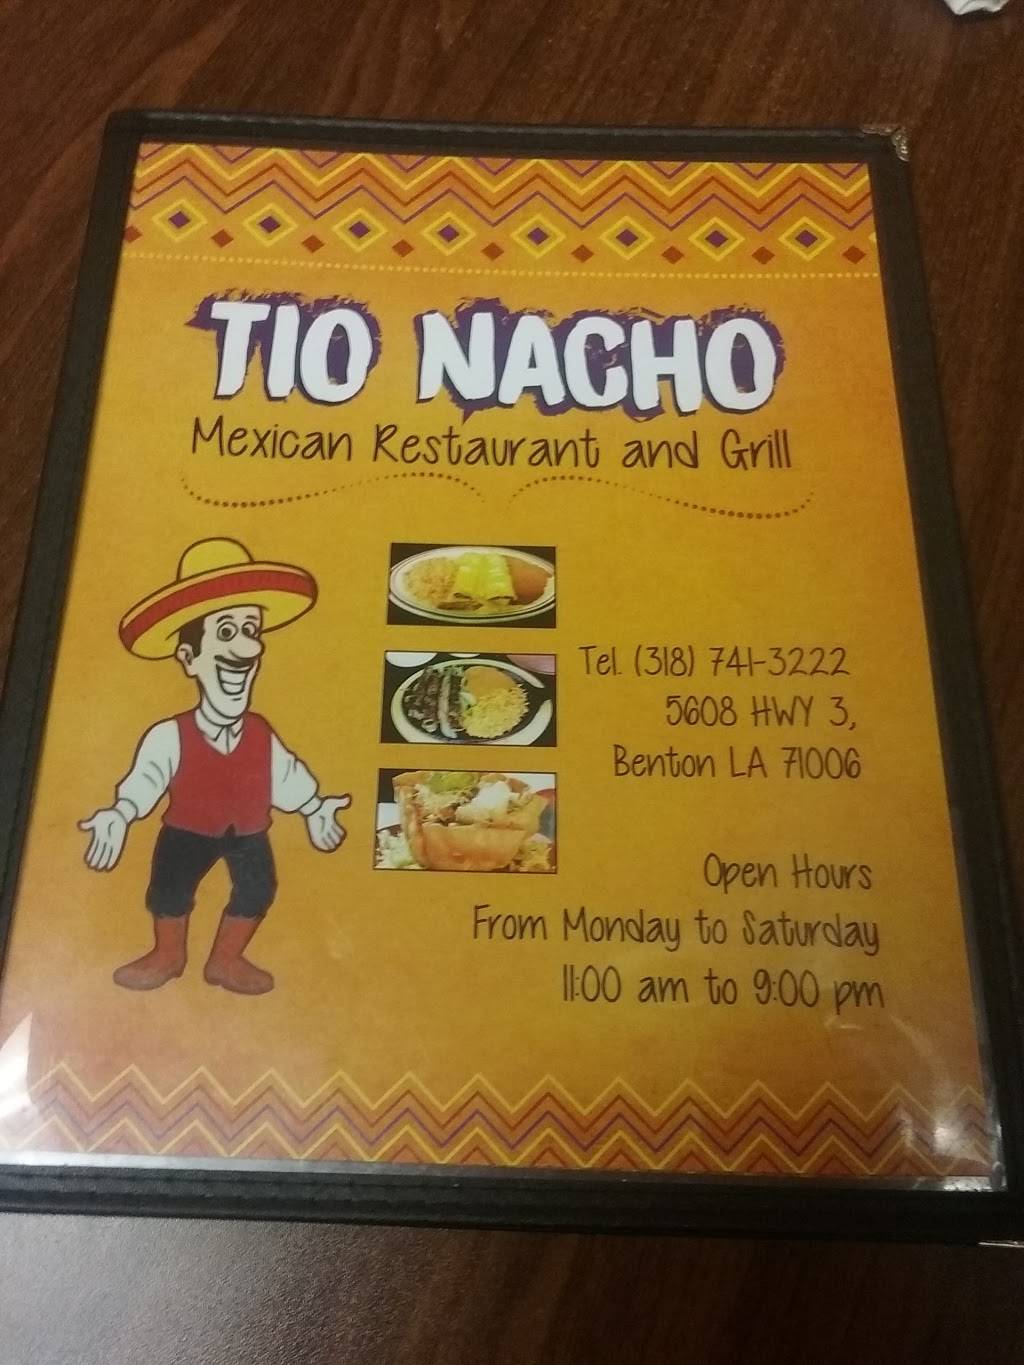 TIO NACHO
Mexican Restaurant and Grill
Tel. (318) 741-3222
5608 HWY 3,
Benton LA 71006
Open Hours
From Monday to Saturday
11:00 am to 9:00 pm